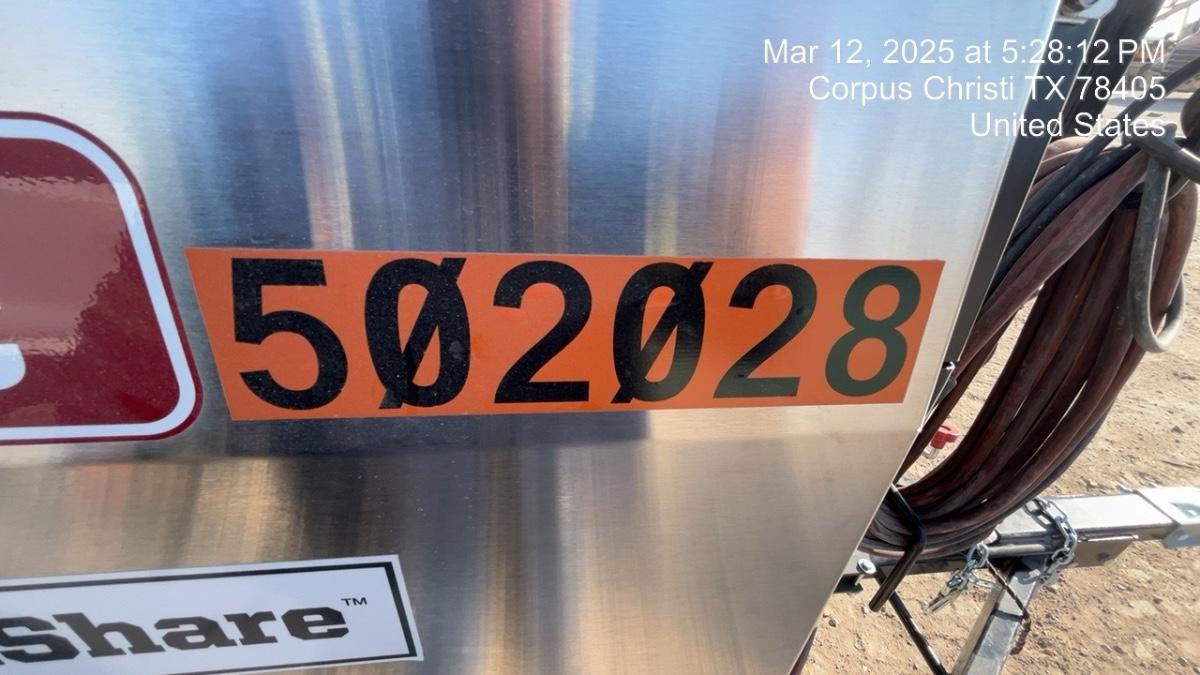 Mar 12, 2025 at 5:28:12 PM
Corpus Christi TX 78405
United States
5Ø2Ø28
Share™